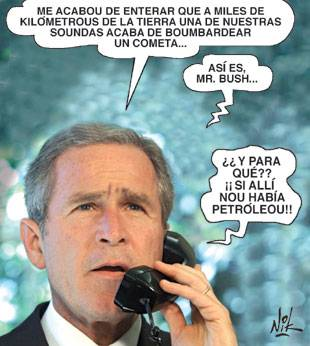 ME ACABOU DE ENTERAR QUE A MILES DE
KILÓMETROUS DE LA TIERRA UNA DE NUESTRAS
SOUNDAS ACABA DE BOUMBARDEAR
UN COMETA...
ASÍ ES,
MR. BUSH...
¿¿Y PARA
QUÉ??
¡¡SI ALLÍ
NOU HABÍA
PETROULEOU!!
NiK